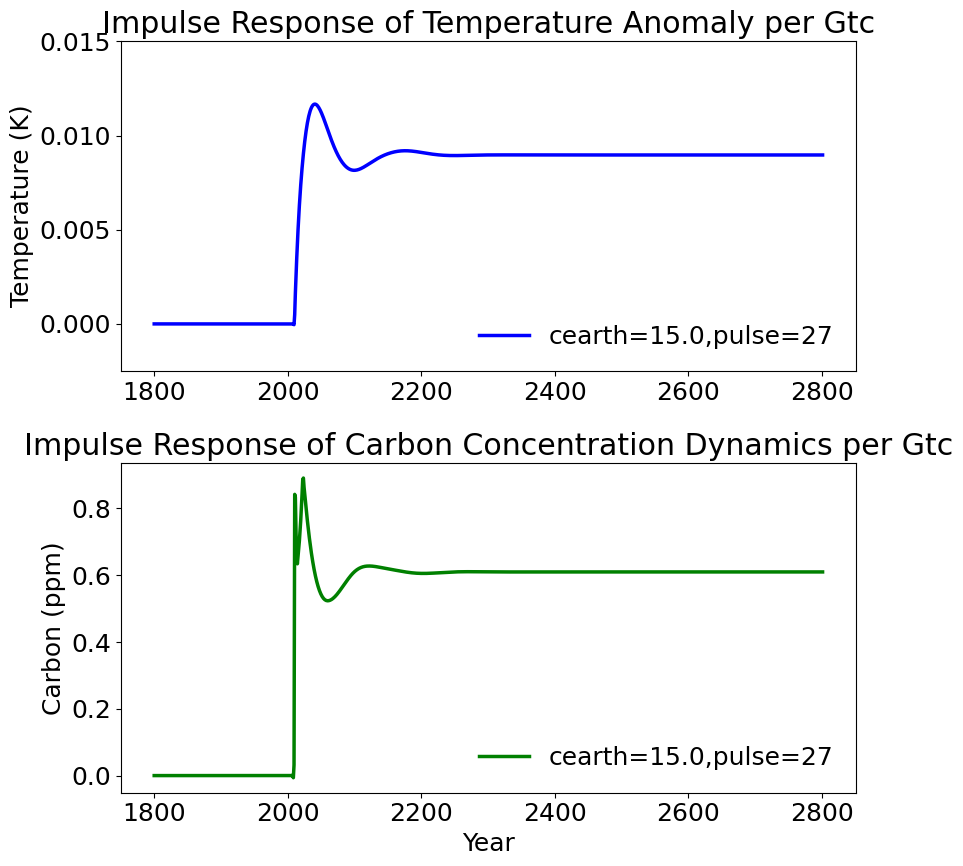 Impulse Response of Temperature Anomaly per Gtc
0.015
0.010
0.005
0.000
Temperature (K)
cearth=15.0,pulse=27
1800 2000 2200 2400 2600 2800
Impulse Response of Carbon Concentration Dynamics per Gtc
0.8
0.6
0.4
0.2
0.0
Carbon (ppm)
cearth=15.0,pulse=27
1800 2000 2200 2400 2600 2800
Year